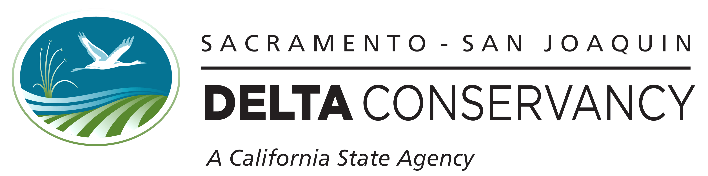 SACRAMENTO - SAN JOAQUIN
DELTA CONSERVANCY
A California State Agency